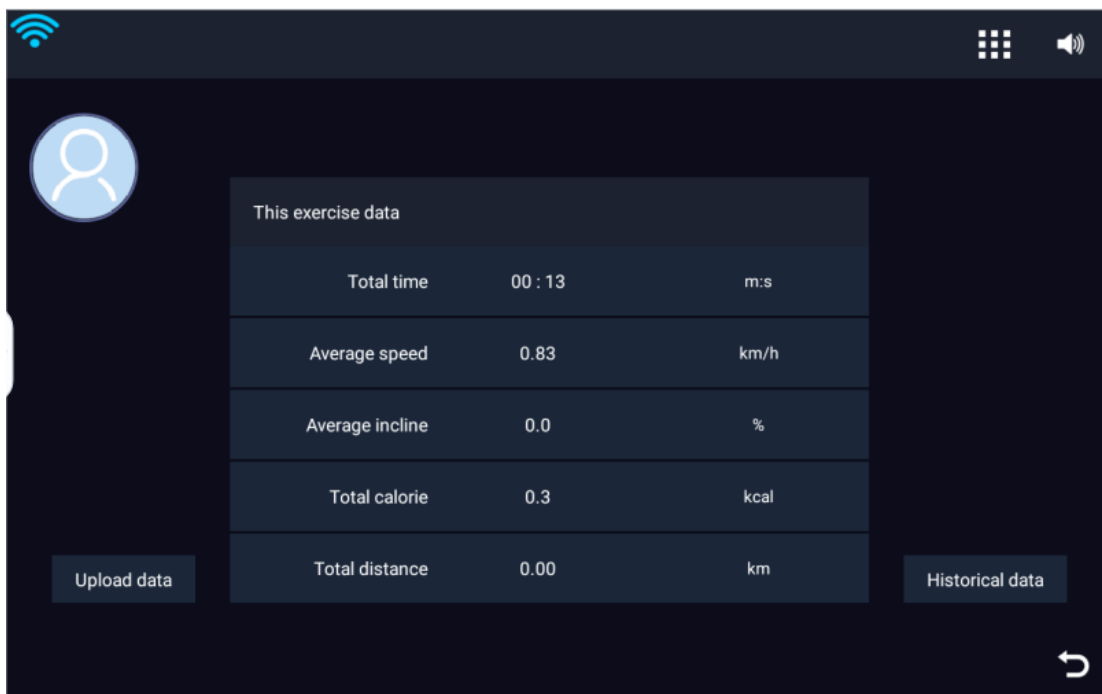 This exercise data
Total time 00 : 13 m:s
Average speed 0.83 km/h
Average incline 0.0 %
Total calorie 0.3 kcal
Total distance 0.00 km
Upload data
Historical data